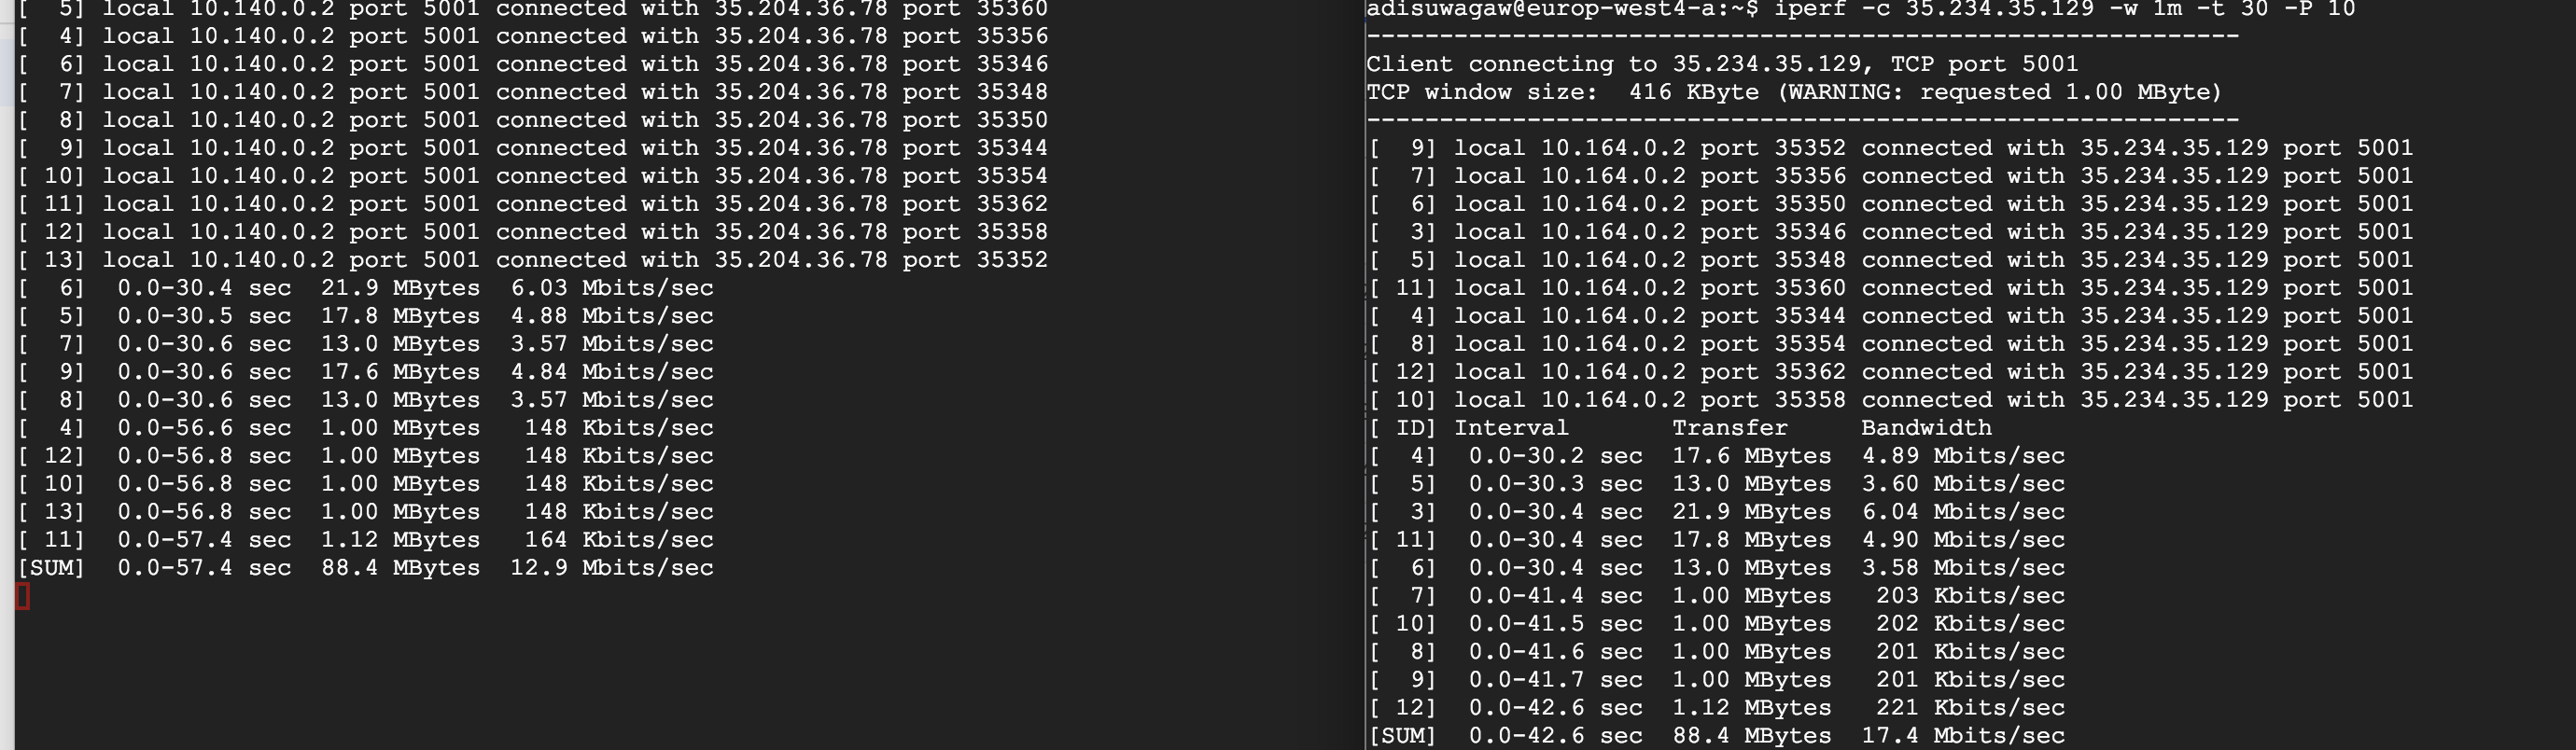 [  5] local 10.140.0.2 port 5001 connected with 35.204.36.78 port 35360
[  4] local 10.140.0.2 port 5001 connected with 35.204.36.78 port 35356
[  6] local 10.140.0.2 port 5001 connected with 35.204.36.78 port 35346
[  7] local 10.140.0.2 port 5001 connected with 35.204.36.78 port 35348
[  8] local 10.140.0.2 port 5001 connected with 35.204.36.78 port 35350
[  9] local 10.140.0.2 port 5001 connected with 35.204.36.78 port 35344
[ 10] local 10.140.0.2 port 5001 connected with 35.204.36.78 port 35354
[ 11] local 10.140.0.2 port 5001 connected with 35.204.36.78 port 35362
[ 12] local 10.140.0.2 port 5001 connected with 35.204.36.78 port 35358
[ 13] local 10.140.0.2 port 5001 connected with 35.204.36.78 port 35352
[  6]  0.0-30.4 sec  21.9 MBytes  6.03 Mbits/sec
[  5]  0.0-30.5 sec  17.8 MBytes  4.88 Mbits/sec
[  7]  0.0-30.6 sec  13.0 MBytes  3.57 Mbits/sec
[  9]  0.0-30.6 sec  17.6 MBytes  4.84 Mbits/sec
[  8]  0.0-30.6 sec  13.0 MBytes  3.57 Mbits/sec
[  4]  0.0-56.6 sec  1.00 MBytes   148 Kbits/sec
[ 12]  0.0-56.8 sec  1.00 MBytes   148 Kbits/sec
[ 10]  0.0-56.8 sec  1.00 MBytes   148 Kbits/sec
[ 13]  0.0-56.8 sec  1.00 MBytes   148 Kbits/sec
[ 11]  0.0-57.4 sec  1.12 MBytes   164 Kbits/sec
[SUM]  0.0-57.4 sec  88.4 MBytes  12.9 Mbits/sec
adisuwagaw@europ-west4-a:~$ iperf -c 35.234.35.129 -w 1m -t 30 -P 10
------------------------------------------------------------
Client connecting to 35.234.35.129, TCP port 5001
TCP window size:  416 KByte (WARNING: requested 1.00 MByte)
------------------------------------------------------------
[  9] local 10.164.0.2 port 35352 connected with 35.234.35.129 port 5001
[  7] local 10.164.0.2 port 35356 connected with 35.234.35.129 port 5001
[  6] local 10.164.0.2 port 35350 connected with 35.234.35.129 port 5001
[  3] local 10.164.0.2 port 35346 connected with 35.234.35.129 port 5001
[  5] local 10.164.0.2 port 35348 connected with 35.234.35.129 port 5001
[ 11] local 10.164.0.2 port 35360 connected with 35.234.35.129 port 5001
[  4] local 10.164.0.2 port 35344 connected with 35.234.35.129 port 5001
[  8] local 10.164.0.2 port 35354 connected with 35.234.35.129 port 5001
[ 12] local 10.164.0.2 port 35362 connected with 35.234.35.129 port 5001
[ 10] local 10.164.0.2 port 35358 connected with 35.234.35.129 port 5001
[ ID] Interval       Transfer     Bandwidth
[  4]  0.0-30.2 sec  17.6 MBytes  4.89 Mbits/sec
[  5]  0.0-30.3 sec  13.0 MBytes  3.60 Mbits/sec
[  3]  0.0-30.4 sec  21.9 MBytes  6.04 Mbits/sec
[ 11]  0.0-30.4 sec  17.8 MBytes  4.90 Mbits/sec
[  6]  0.0-30.4 sec  13.0 MBytes  3.58 Mbits/sec
[  7]  0.0-41.4 sec  1.00 MBytes   203 Kbits/sec
[ 10]  0.0-41.5 sec  1.00 MBytes   202 Kbits/sec
[  8]  0.0-41.6 sec  1.00 MBytes   201 Kbits/sec
[  9]  0.0-41.7 sec  1.00 MBytes   201 Kbits/sec
[ 12]  0.0-42.6 sec  1.12 MBytes   221 Kbits/sec
[SUM]  0.0-42.6 sec  88.4 MBytes  17.4 Mbits/sec